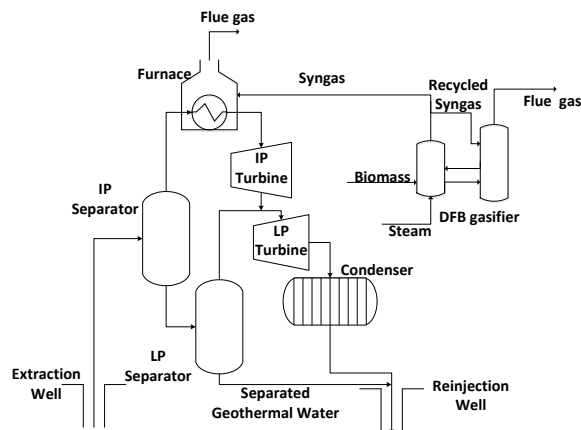 Flue gas
Furnace
Syngas
Recycled
Syngas
Flue gas
IP
Turbine
Biomass
IP
Separator
DFB gasifier
Steam
LP
Turbine
Condenser
Extraction
Well
LP
Separator
Separated
Geothermal Water
Reinjection
Well